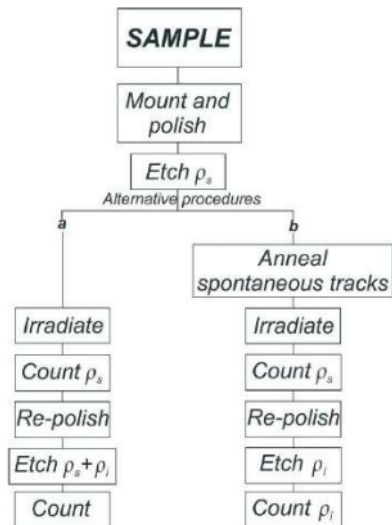 SAMPLE
Mount and
polish
Etch ρs
Alternative procedures
a
b
Anneal
spontaneous tracks
Irradiate
Count ρs
Re-polish
Etch ρs+ρi
Count
Irradiate
Count ρs
Re-polish
Etch ρi
Count ρi